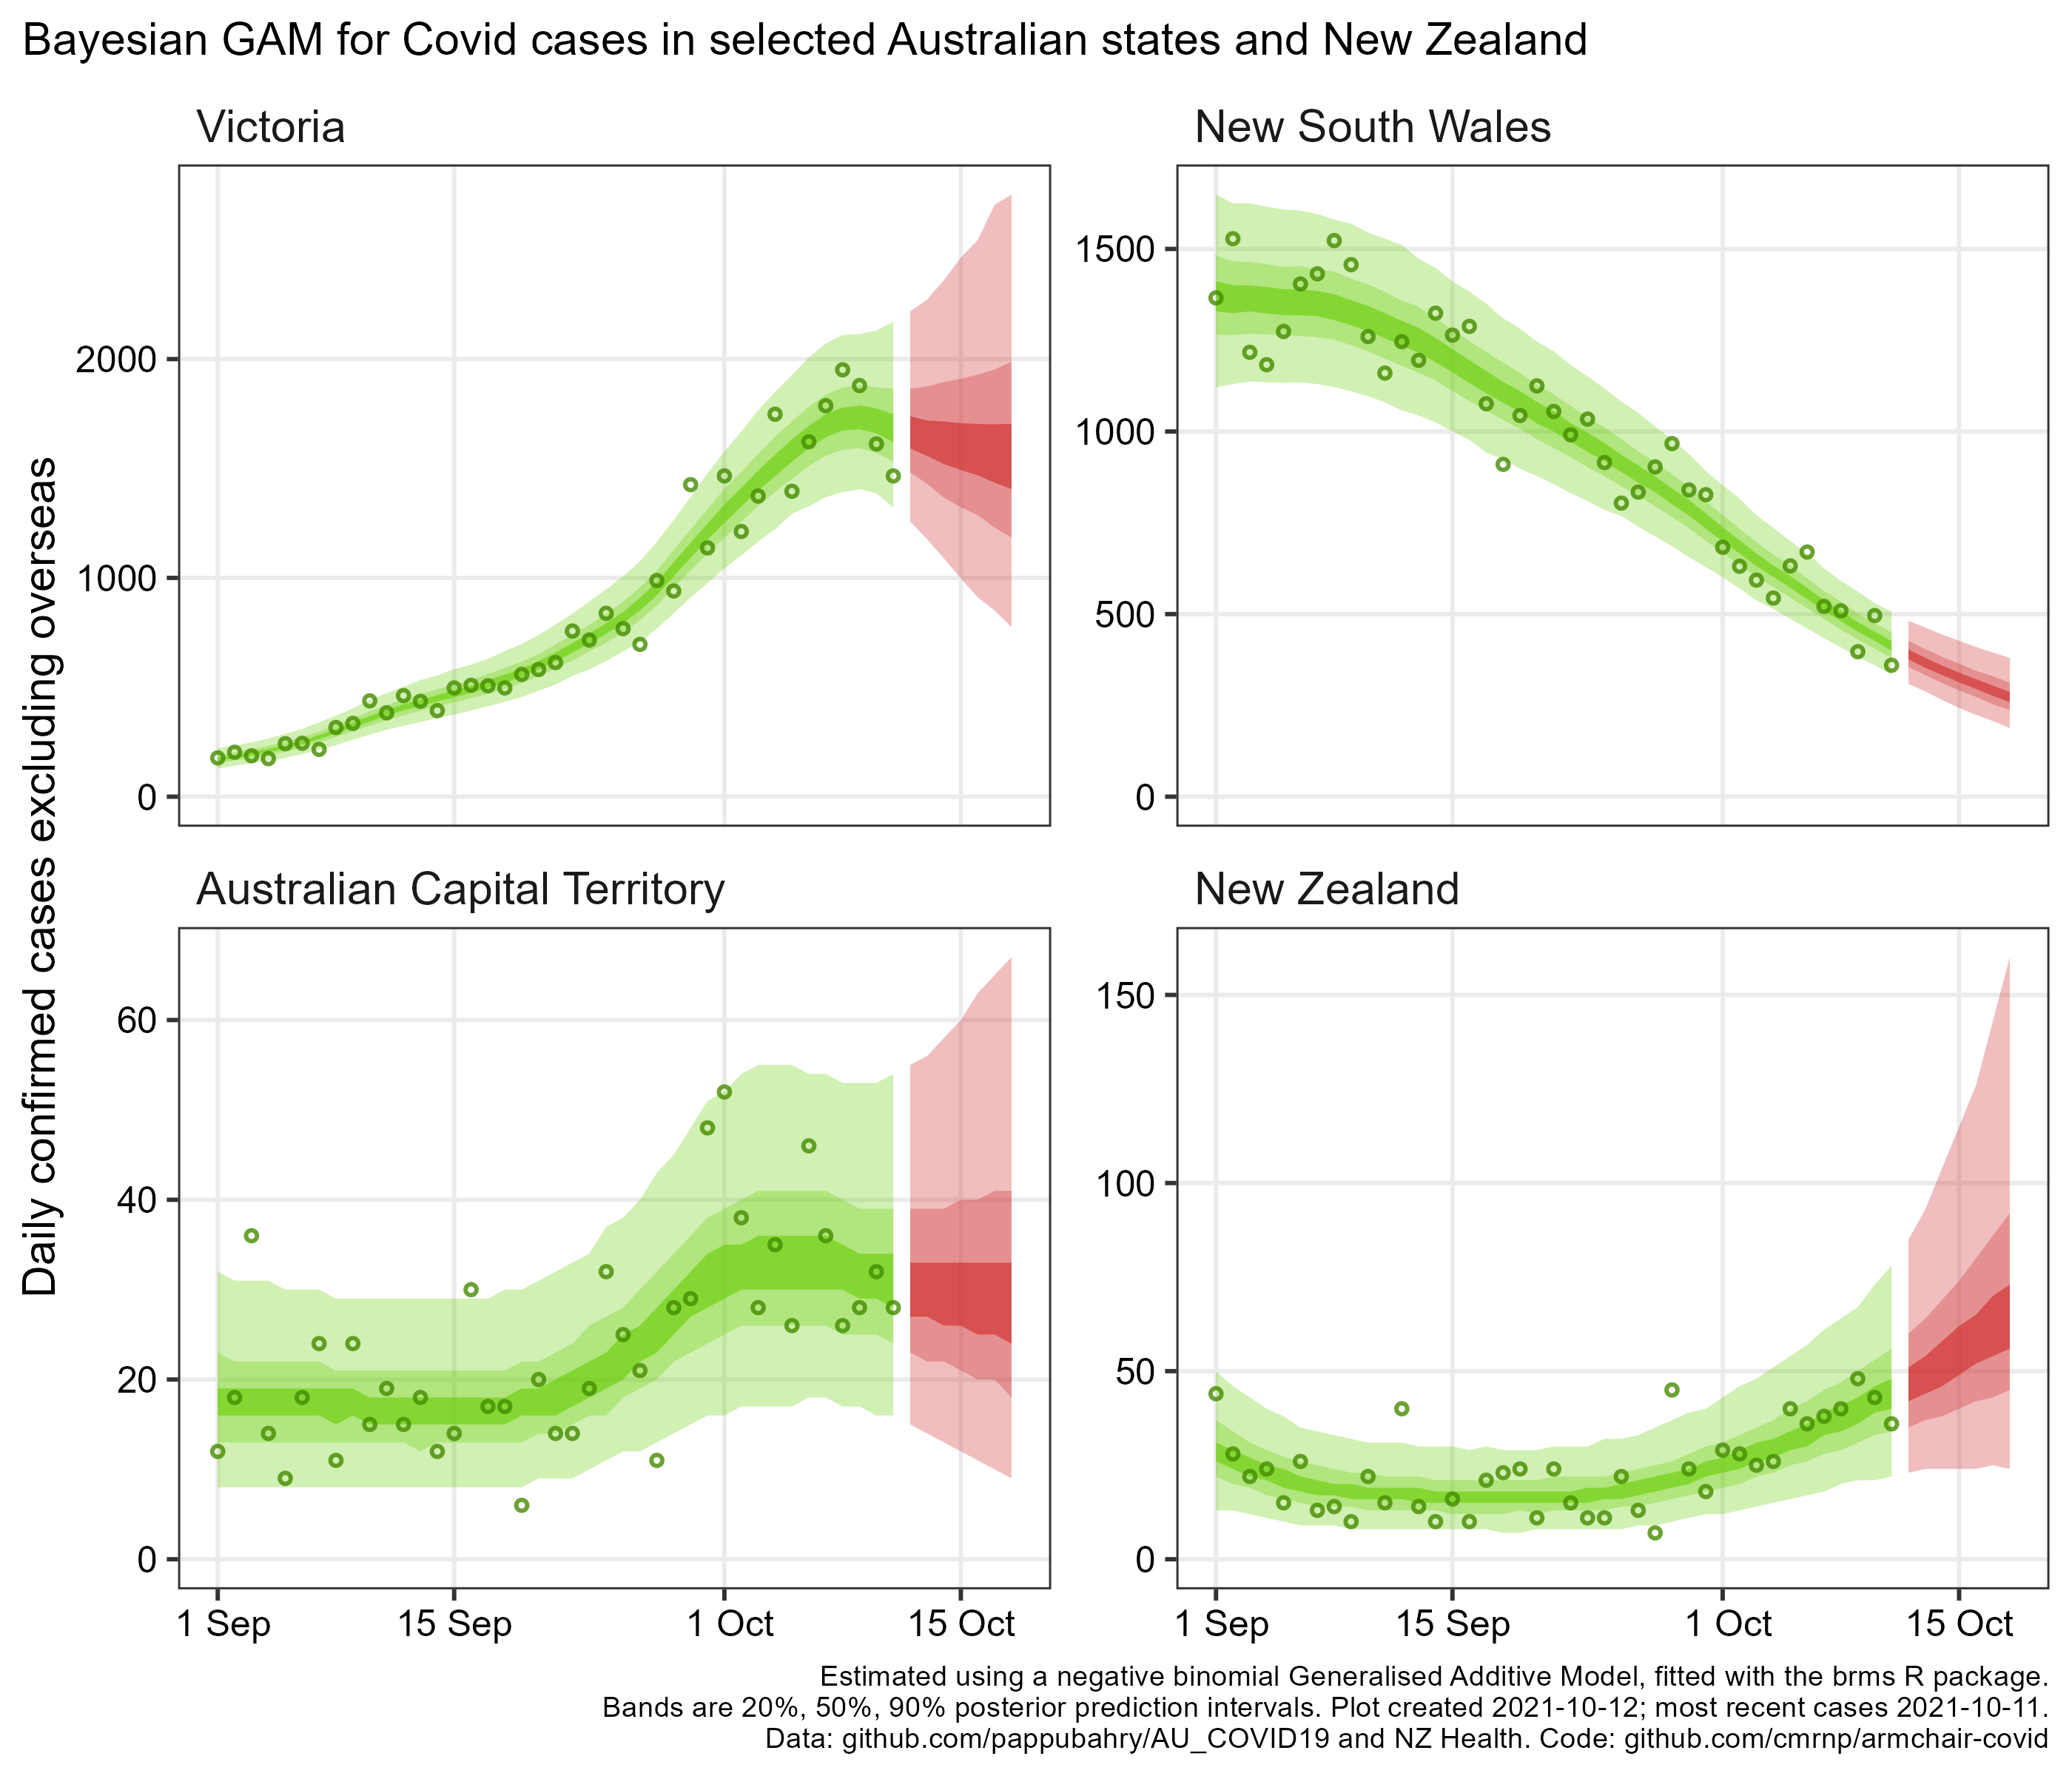 Bayesian GAM for Covid cases in selected Australian states and New Zealand
Daily confirmed cases excluding overseas
Victoria
2000
1000
0
New South Wales
1500
1000
500
0
Australian Capital Territory
60
40
20
0
1 Sep
15 Sep
1 Oct
15 Oct
New Zealand
150
100
50
0
1 Sep
15 Sep
1 Oct
15 Oct
Estimated using a negative binomial Generalised Additive Model, fitted with the brms R package.
Bands are 20%, 50%, 90% posterior prediction intervals. Plot created 2021-10-12; most recent cases 2021-10-11.
Data: github.com/pappubahry/AU_COVID19 and NZ Health. Code: github.com/cmrnp/armchair-covid